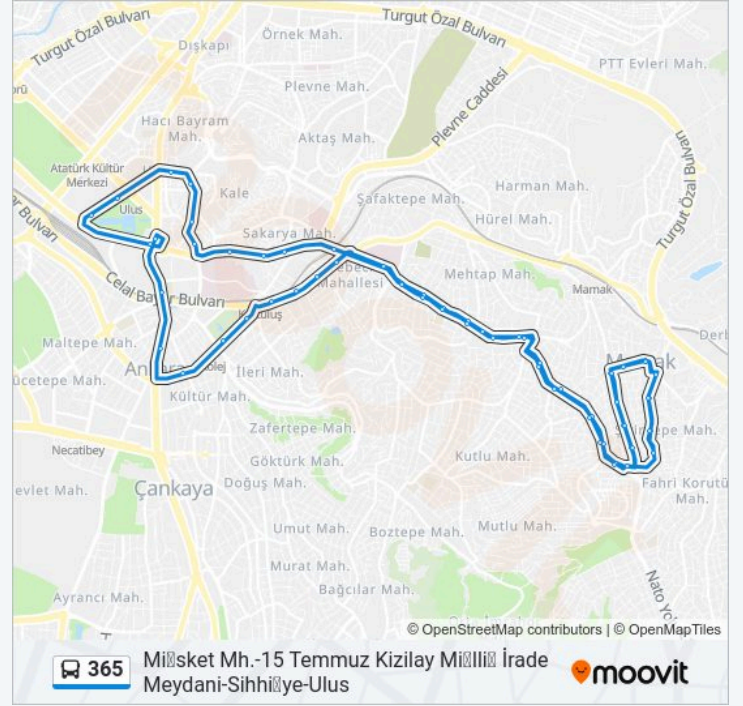 Turgut Özal Bulvarı
Turgut Özal Bulvarı
Örnek Mah.
Dışkapı
PTT Evleri Mah.
Plevne Mah.
Plevne Caddesi
Hacı Bayram
Mah.
Aktaş Mah.
Turgut Özal Bulvarı
Atatürk Kültür
Merkezi
Kale
Harman Mah.
Şafaktepe Mah.
Ulus
Hürel Mah.
Sakarya Mah.
Mehtap Mah.
Mahallesi
Mamak
Celal Bayar Bulvarı
Maltepe Mah.
İleri Mah.
Kültür Mah.
Zafertepe Mah.
Necatibey
Göktürk Mah.
Kutlu Mah.
Doğuş Mah.
Çankaya
Fahri Korutü
Mah.
Umut Mah.
Boztepe Mah.
Mutlu Mah.
Murat Mah.
Bağcılar Mah.
Ayrancı Mah.
Nato Yolu
© OpenStreetMap contributors | © OpenMapTiles
365
Mi̇sket Mh.-15 Temmuz Kizilay Mi̇lli̇ İrade
Meydani-Sihhi̇ye-Ulus
moovit